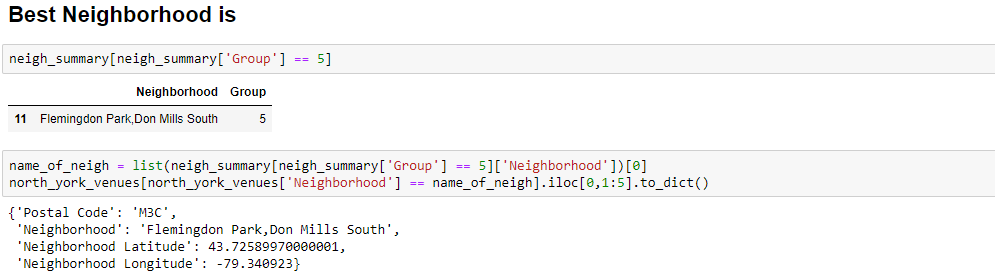 Best Neighborhood is
neigh_summary[neigh_summary['Group'] == 5]
Neighborhood Group
11 Flemingdon Park,Don Mills South 5
name_of_neigh = list(neigh_summary[neigh_summary['Group'] == 5]['Neighborhood'])[0]
north_york_venues[north_york_venues['Neighborhood'] == name_of_neigh].iloc[0,1:5].to_dict()
{'Postal Code': 'M3C',
 'Neighborhood': 'Flemingdon Park,Don Mills South',
 'Neighborhood Latitude': 43.72589970000001,
 'Neighborhood Longitude': -79.340923}